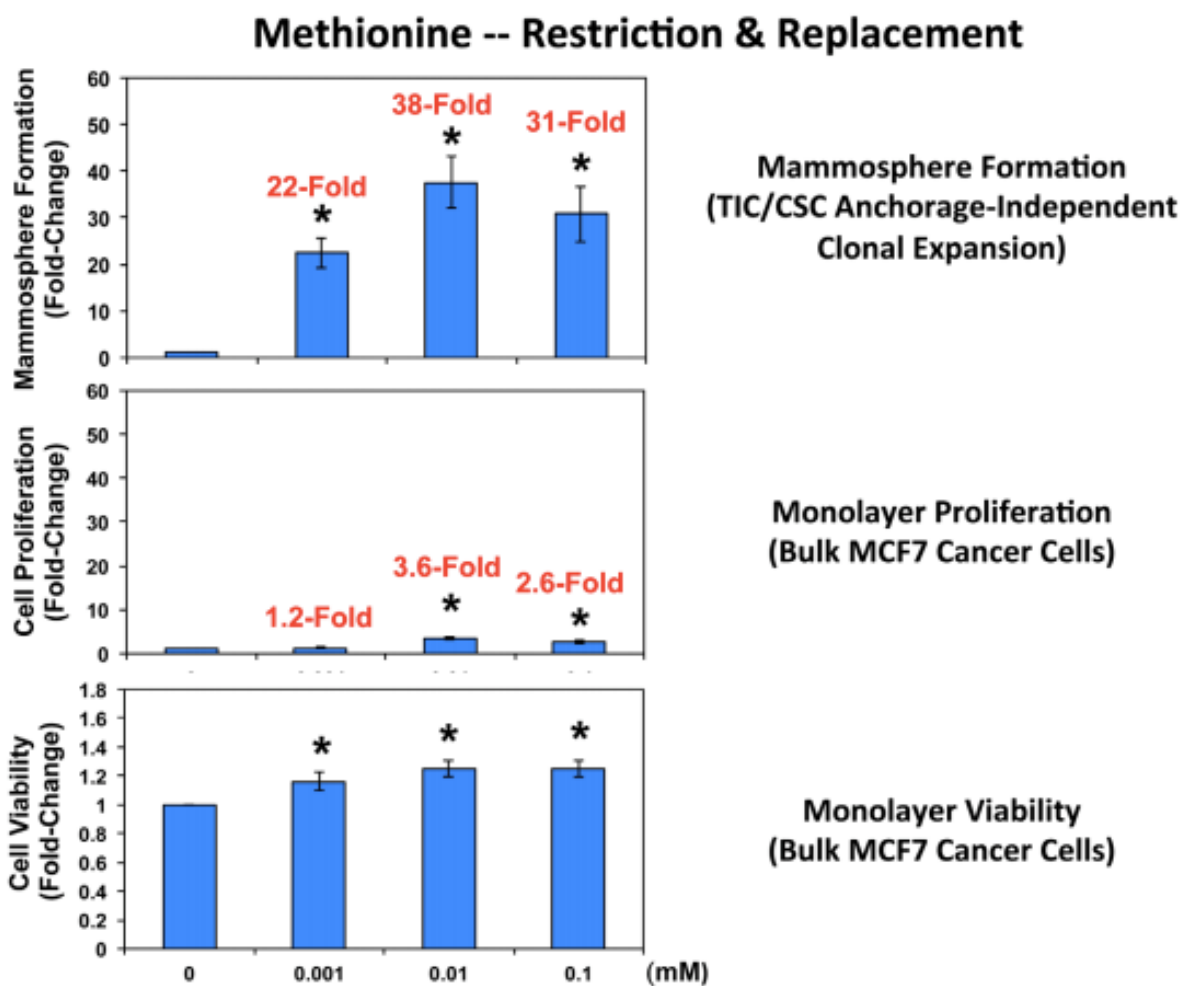 Methionine -- Restriction & Replacement
Mammosphere Formation
(Fold-Change)
60
50
40
30
20
10
0
22-Fold
*
38-Fold
*
31-Fold
*
Mammosphere Formation
(TIC/CSC Anchorage-Independent
Clonal Expansion)
Cell Proliferation
(Fold-Change)
60
50
40
30
20
10
0
1.2-Fold
3.6-Fold
*
2.6-Fold
*
Monolayer Proliferation
(Bulk MCF7 Cancer Cells)
Cell Viability
(Fold-Change)
1.8
1.6
1.4
1.2
1
0.8
0.6
0.4
0.2
0
*
*
*
Monolayer Viability
(Bulk MCF7 Cancer Cells)
0 0.001 0.01 0.1 (mM)